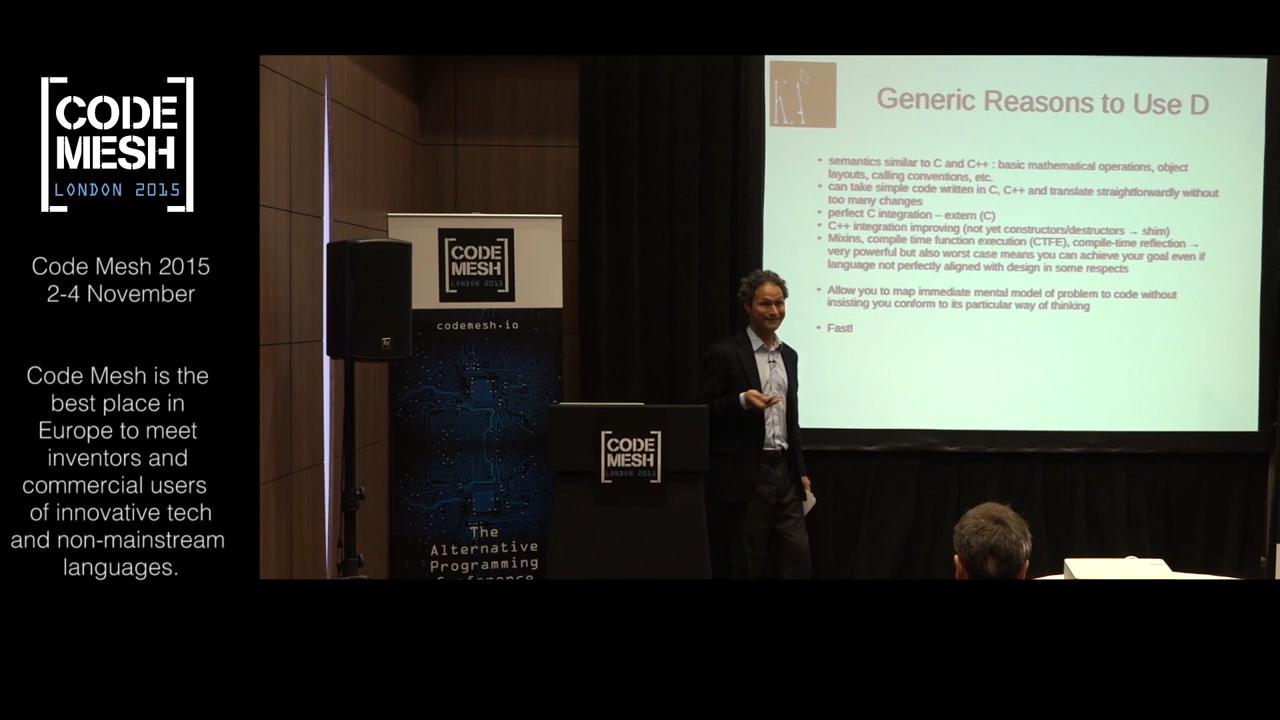 [CODE
MESH]
LONDON 2015
Code Mesh 2015
2-4 November
Code Mesh is the
best place in
Europe to meet
inventors and
commercial users
of innovative tech
and non-mainstream
languages.
[CODE
MESH]
LONDON 2015
codemesh.io
The
Alternative
Programming
Conference
[CODE
MESH]
LONDON 2015
KA
Generic Reasons to Use D
• semantics similar to C and C++ : basic mathematical operations, object
layouts, calling conventions, etc.
• can take simple code written in C, C++ and translate straightforwardly without
too many changes
• perfect C integration – extern (C)
• C++ integration improving (not yet constructors/destructors → shim)
• Mixins, compile time function execution (CTFE), compile-time reflection →
very powerful but also worst case means you can achieve your goal even if
language not perfectly aligned with design in some respects
• Allow you to map immediate mental model of problem to code without
insisting you conform to its particular way of thinking
• Fast!